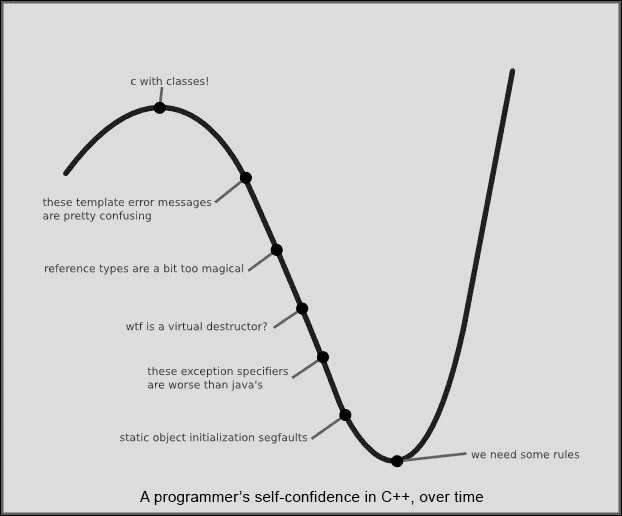 c with classes!
these template error messages
are pretty confusing
reference types are a bit too magical
wtf is a virtual destructor?
these exception specifiers
are worse than java's
static object initialization segfaults
we need some rules
A programmer's self-confidence in C++, over time